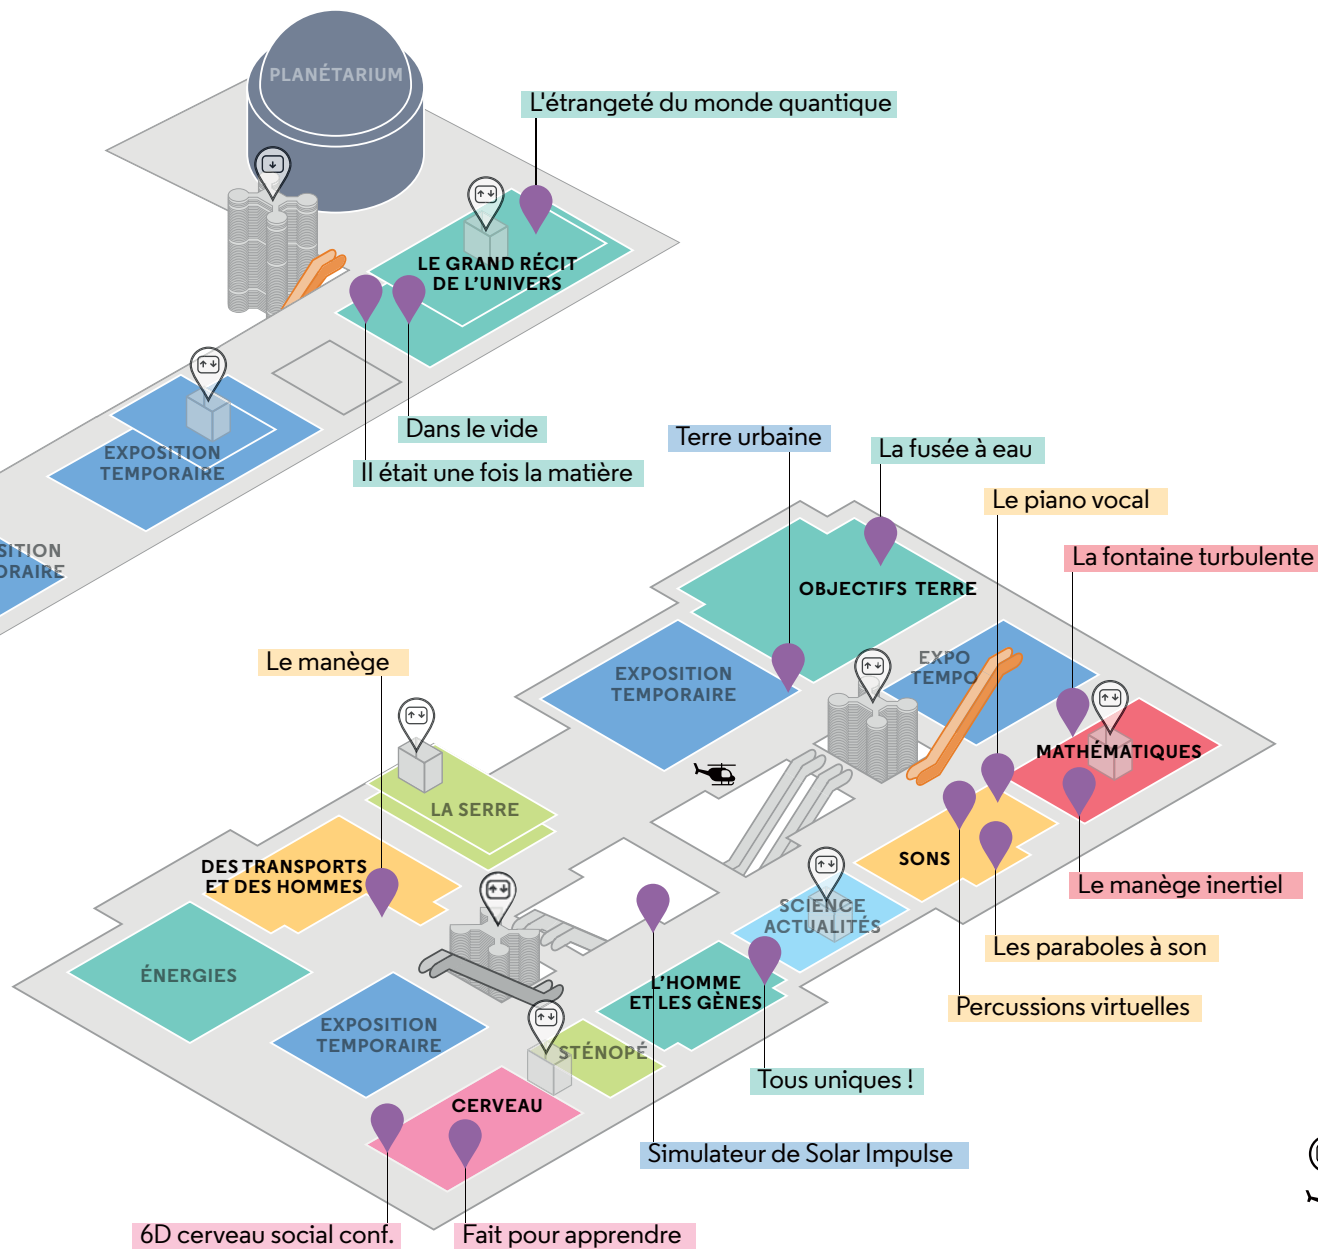 PLANÉTARIUM
L'étrangeté du monde quantique
LE GRAND RÉCIT
DE L'UNIVERS
Dans le vide
Il était une fois la matière
EXPOSITION
TEMPORAIRE
SITION
ORAIRE
Terre urbaine
La fusée à eau
Le piano vocal
La fontaine turbulente
OBJECTIFS TERRE
EXPOSITION
TEMPORAIRE
EXPO
TEMPO
MATHÉMATIQUES
Le manège
LA SERRE
DES TRANSPORTS
ET DES HOMMES
SONS
Le manège inertiel
SCIENCE
ACTUALITÉS
Les paraboles à son
ÉNERGIES
L'HOMME
ET LES GÈNES
Percussions virtuelles
EXPOSITION
TEMPORAIRE
STÉNOPÉ
Tous uniques !
CERVEAU
Simulateur de Solar Impulse
6D cerveau social conf.
Fait pour apprendre